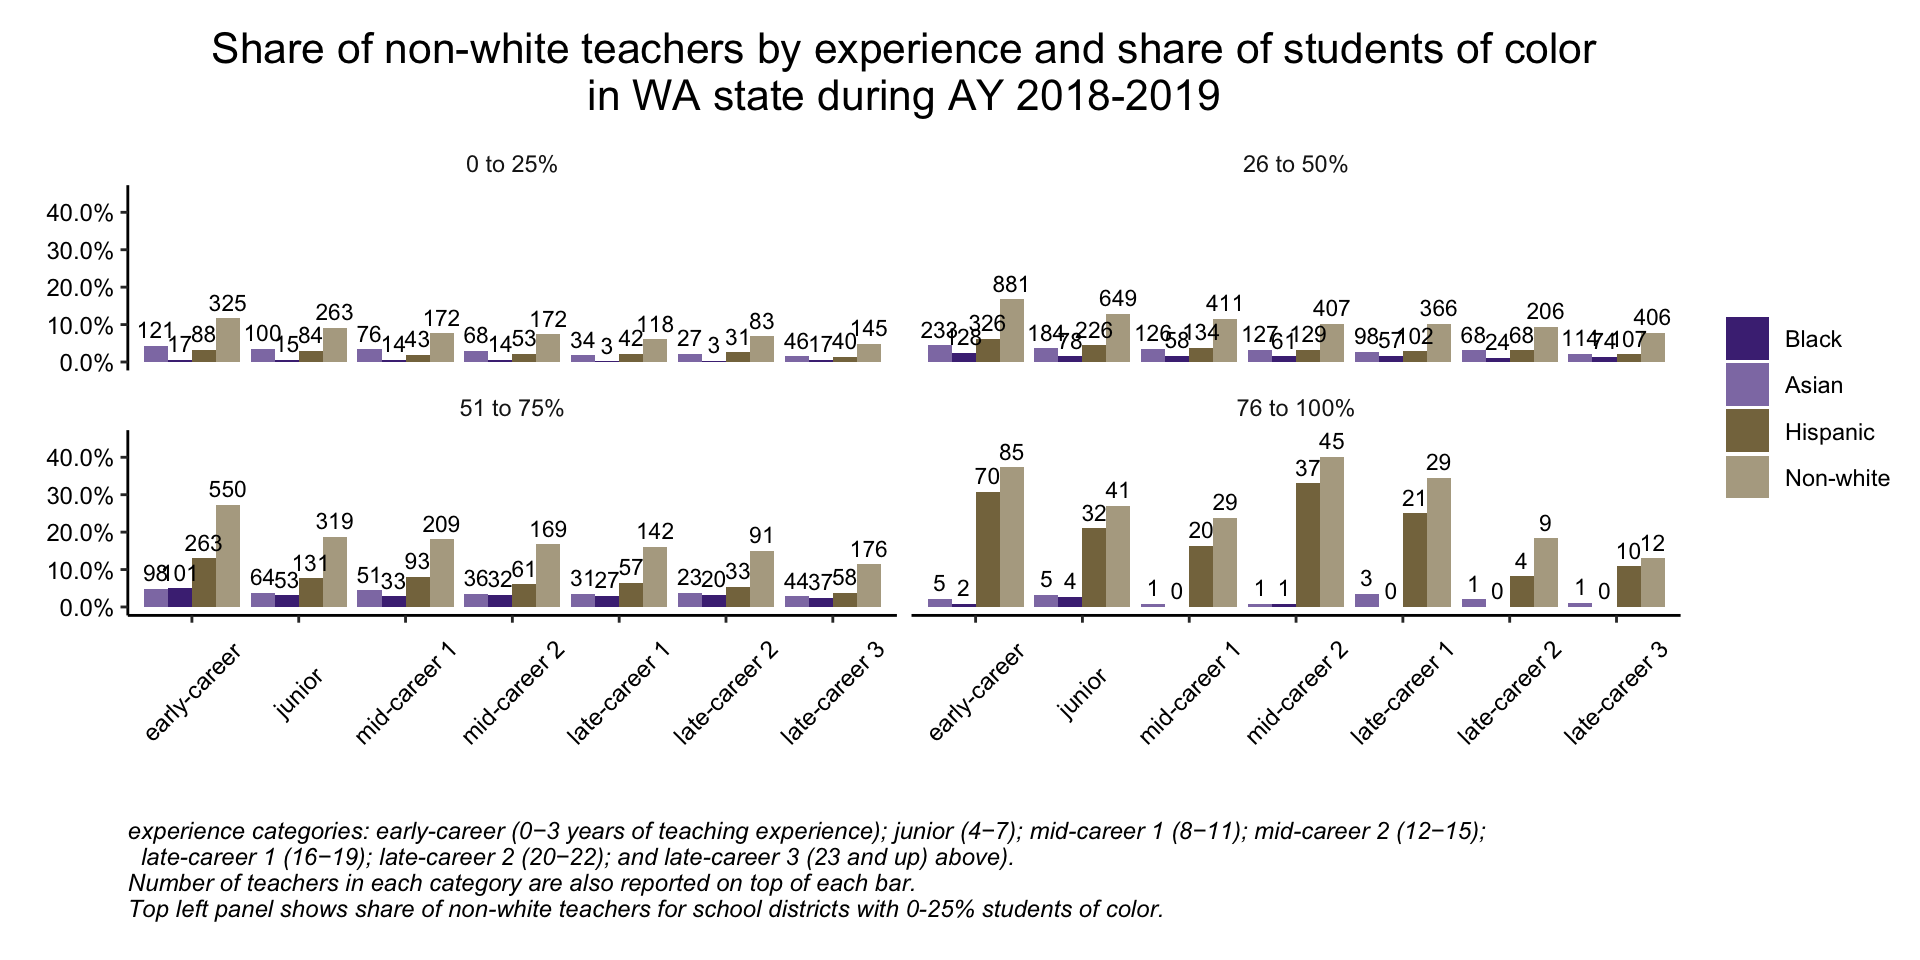 Share of non-white teachers by experience and share of students of color
in WA state during AY 2018-2019
0 to 25%
40.0%
30.0%
20.0%
10.0%
0.0%
121 17 88 325 100 15 84 263 76 14 43 172 68 14 53 172 34 3 42 118 27 3 31 83 46 17 40 145
26 to 50%
233 128 326 881 184 78 226 649 126 58 134 411 127 61 129 407 98 57 102 366 68 24 68 206 114 74 107 406
51 to 75%
40.0%
30.0%
20.0%
10.0%
0.0%
98 101 263 550 64 53 131 319 51 33 93 209 36 32 61 169 31 27 57 142 23 20 33 91 44 37 58 176
early-career
junior
mid-career 1
mid-career 2
late-career 1
late-career 2
late-career 3
76 to 100%
5 2 70 85 5 4 32 41 1 0 20 29 1 1 37 45 3 0 21 29 1 0 4 9 1 0 10 12
early-career
junior
mid-career 1
mid-career 2
late-career 1
late-career 2
late-career 3
Black
Asian
Hispanic
Non-white
experience categories: early-career (0−3 years of teaching experience); junior (4−7); mid-career 1 (8−11); mid-career 2 (12−15);
late-career 1 (16−19); late-career 2 (20−22); and late-career 3 (23 and up) above).
Number of teachers in each category are also reported on top of each bar.
Top left panel shows share of non-white teachers for school districts with 0-25% students of color.